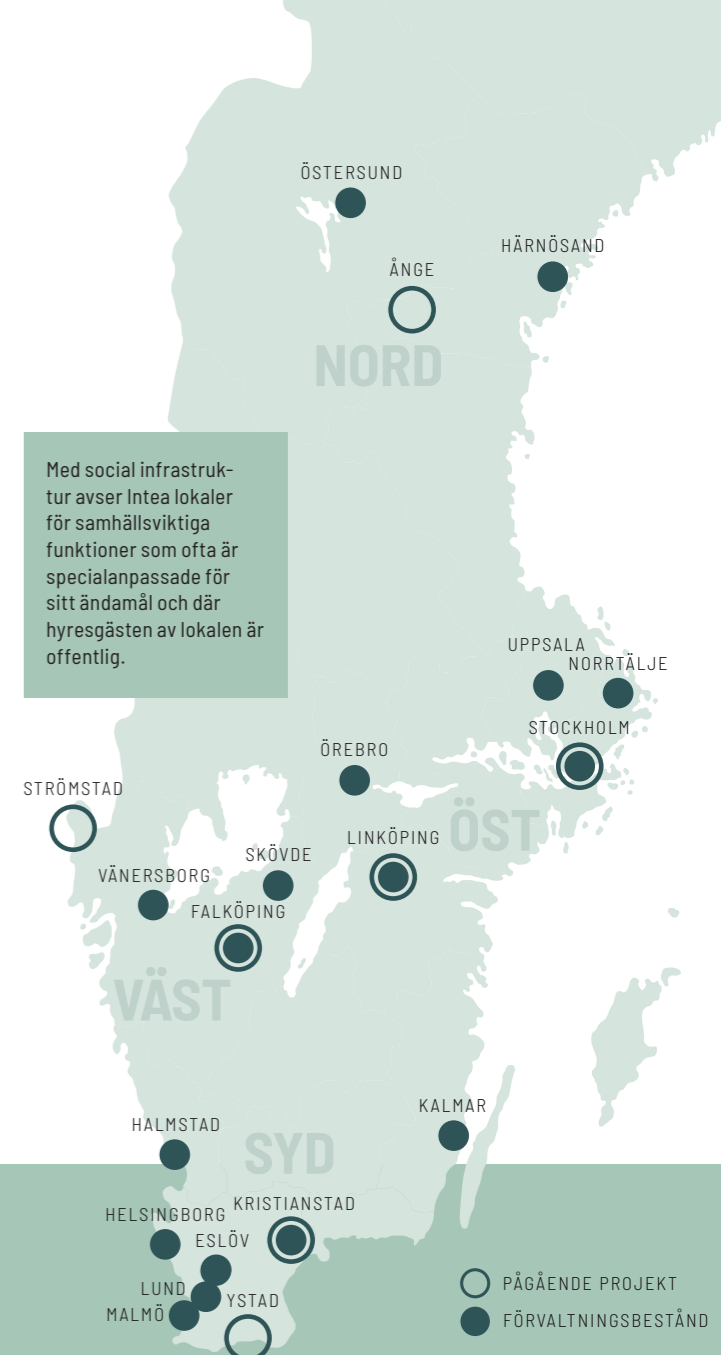 ÖSTERSUND
HÄRNÖSAND
ÅNGE
NORD
Med social infrastruk-
tur avser Intea lokaler
för samhällsviktiga
funktioner som ofta är
specialanpassade för
sitt ändamål och där
hyresgästen av lokalen är
offentlig.
UPPSALA
NORRTÄLJE
STOCKHOLM
ÖREBRO
STRÖMSTAD
ÖST
LINKÖPING
SKÖVDE
VÄNERSBORG
FALKÖPING
VÄST
KALMAR
HALMSTAD
SYD
KRISTIANSTAD
HELSINGBORG
ESLÖV
LUND
YSTAD
MALMÖ
PÅGÅENDE PROJEKT
FÖRVALTNINGSBESTÅND